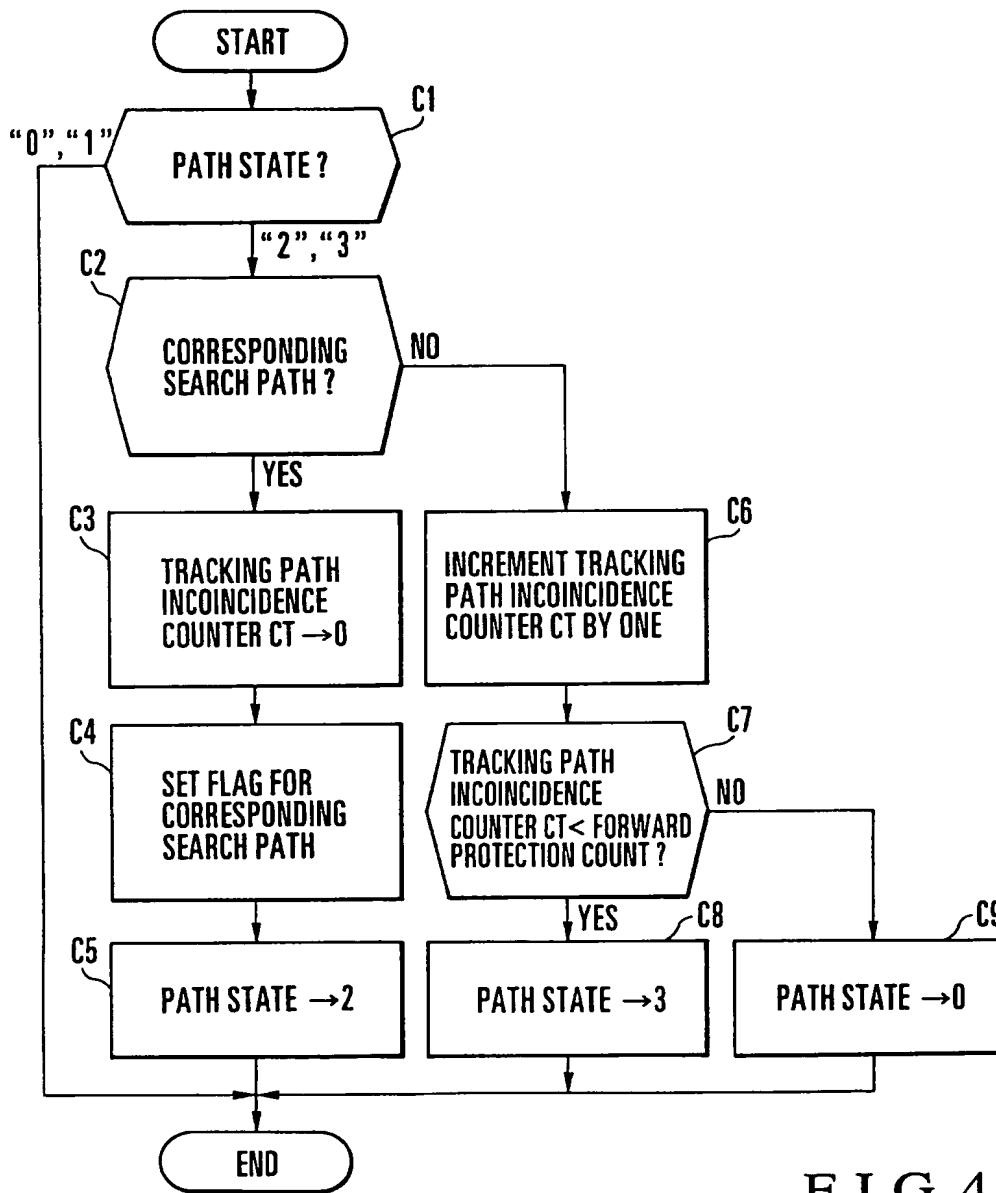 START
C1
"0","1"
PATH STATE ?
"2","3"
C2
CORRESPONDING
SEARCH PATH ?
NO
YES
C3
TRACKING PATH
INCOINCIDENCE
COUNTER CT →0
C6
INCREMENT TRACKING
PATH INCOINCIDENCE
COUNTER CT BY ONE
C4
SET FLAG FOR
CORRESPONDING
SEARCH PATH
C7
TRACKING PATH
INCOINCIDENCE
COUNTER CT< FORWARD
PROTECTION COUNT ?
NO
YES
C5
PATH STATE →2
C8
PATH STATE →3
C9
PATH STATE →0
END
FIG.4